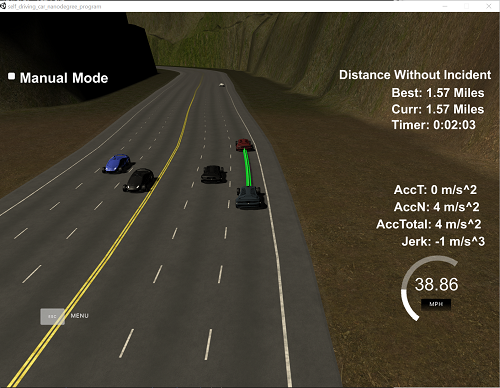 self_driving_car_nanodegree_program
Manual Mode
Distance Without Incident
Best: 1.57 Miles
Curr: 1.57 Miles
Timer: 0:02:03
AccT: 0 m/s^2
AccN: 4 m/s^2
AccTotal: 4 m/s^2
Jerk: -1 m/s^3
38.86
MPH
ESC
MENU